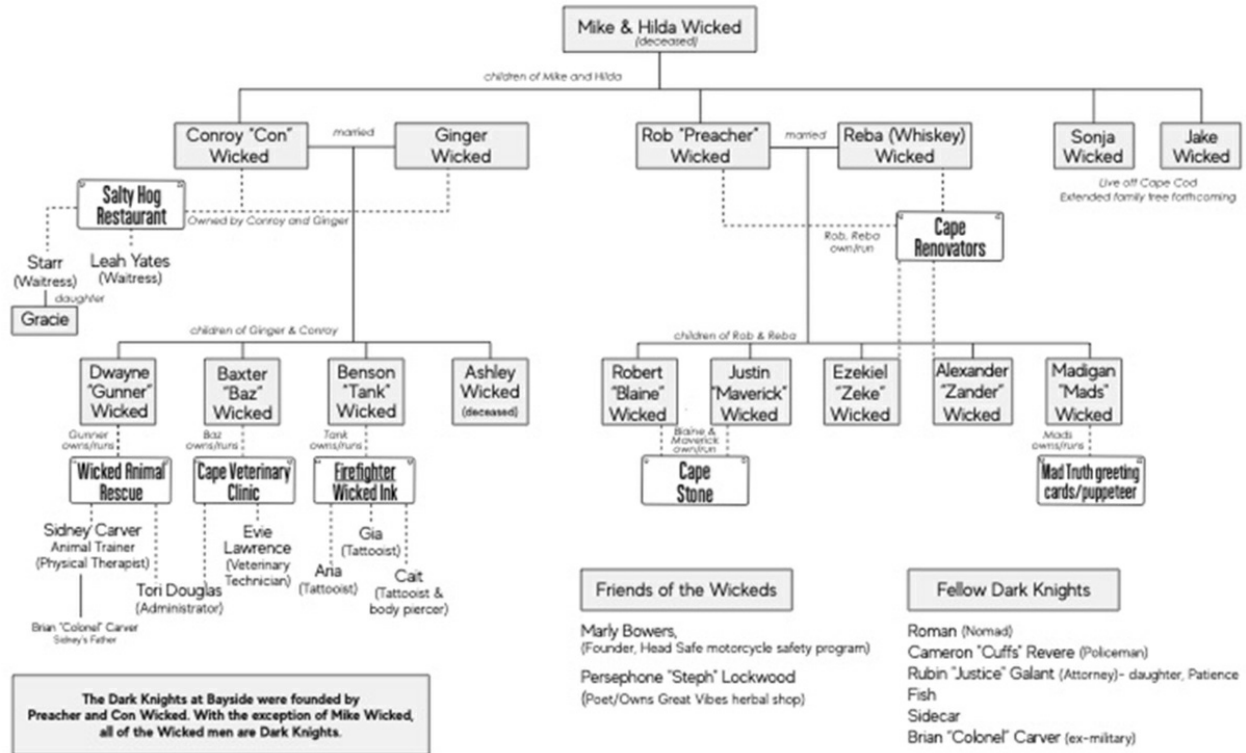 Mike & Hilda Wicked
(deceased)
children of Mike and Hilda
Conroy "Con"
Wicked
married
Ginger
Wicked
Rob "Preacher"
Wicked
married
Reba (Whiskey)
Wicked
Sonja
Wicked
Jake
Wicked
Live off Cape Cod
Extended family tree forthcoming
Salty Hog
Restaurant
Owned by Conroy and Ginger
Starr
(Waitress)
Leah Yates
(Waitress)
daughter
Gracie
Rob, Reba
own/run
Cape
Renovators
children of Ginger & Conroy
Dwayne
"Gunner"
Wicked
Baxter
"Baz"
Wicked
Benson
"Tank"
Wicked
Ashley
Wicked
(deceased)
children of Rob & Reba
Robert
"Blaine"
Wicked
Justin
"Maverick"
Wicked
Ezekiel
"Zeke"
Wicked
Alexander
"Zander"
Wicked
Madigan
"Mads"
Wicked
Gunner
owns/runs
Baz
owns/runs
Tank
owns/runs
Blaine &
Maverick
own/run
Mads
owns/runs
Wicked Animal
Rescue
Cape Veterinary
Clinic
Firefighter
Wicked Ink
Cape
Stone
Mad Truth greeting
cards/puppeteer
Sidney Carver
Animal Trainer
(Physical Therapist)
Tori Douglas
(Administrator)
Evie
Lawrence
(Veterinary
Technician)
Aria
(Tattooist)
Gia
(Tattooist)
Cait
(Tattooist &
body piercer)
Brian "Colonel" Carver
Sidney's Father
Friends of the Wickeds
Marly Bowers,
(Founder, Head Safe motorcycle safety program)
Persephone "Steph" Lockwood
(Poet/Owns Great Vibes herbal shop)
Fellow Dark Knights
Roman (Nomad)
Cameron "Cuffs" Revere (Policeman)
Rubin "Justice" Galant (Attorney)- daughter, Patience
Fish
Sidecar
Brian "Colonel" Carver (ex-military)
The Dark Knights at Bayside were founded by
Preacher and Con Wicked. With the exception of Mike Wicked,
all of the Wicked men are Dark Knights.